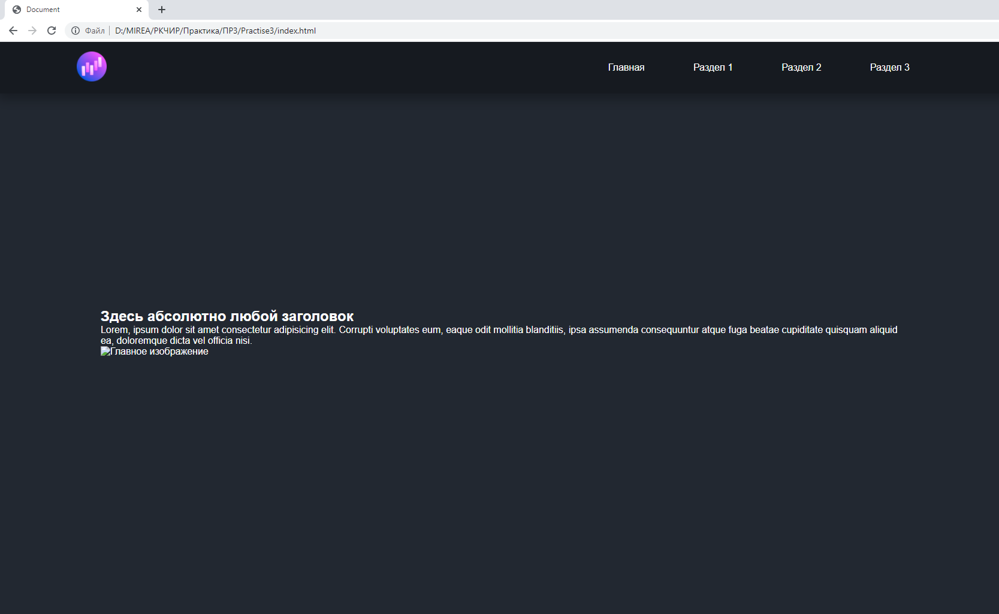 Document
Файл D:/MIREA/РКЧИР/Практика/ПР3/Practise3/index.html
Главная Раздел 1 Раздел 2 Раздел 3
Здесь абсолютно любой заголовок
Lorem, ipsum dolor sit amet consectetur adipisicing elit. Corrupti voluptates eum, eaque odit mollitia blanditiis, ipsa assumenda consequuntur atque fuga beatae cupiditate quisquam aliquid
ea, doloremque dicta vel officia nisi.
Главное изображение